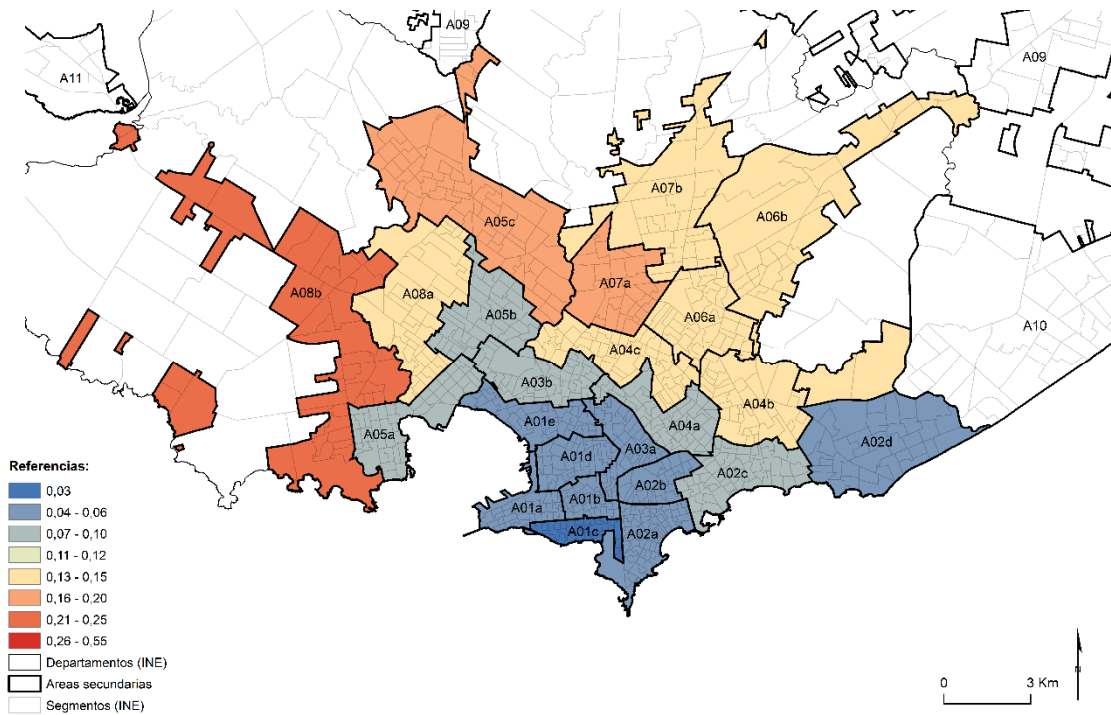 A09
A11
A09
A07b
A06b
A05c
A07a
A08b
A08a
A05b
A06a
A10
A04c
A03b
A04b
A01e
A04a
A05a
A03a
A02d
A01d
A02c
A02b
A01b
A01a
A01c
A02a
Referencias:
0,03
0,04 - 0,06
0,07 - 0,10
0,11 - 0,12
0,13 - 0,15
0,16 - 0,20
0,21 - 0,25
0,26 - 0,55
Departamentos (INE)
Areas secundarias
Segmentos (INE)
0 3 Km
N